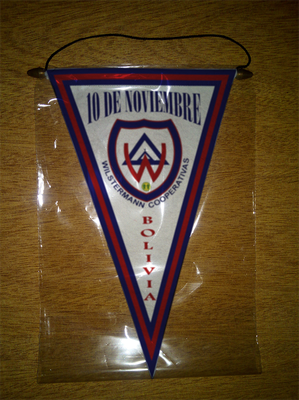 10 DE NOVIEMBRE
W
WILSTERMANN COOPERATIVAS
BOLIVIA